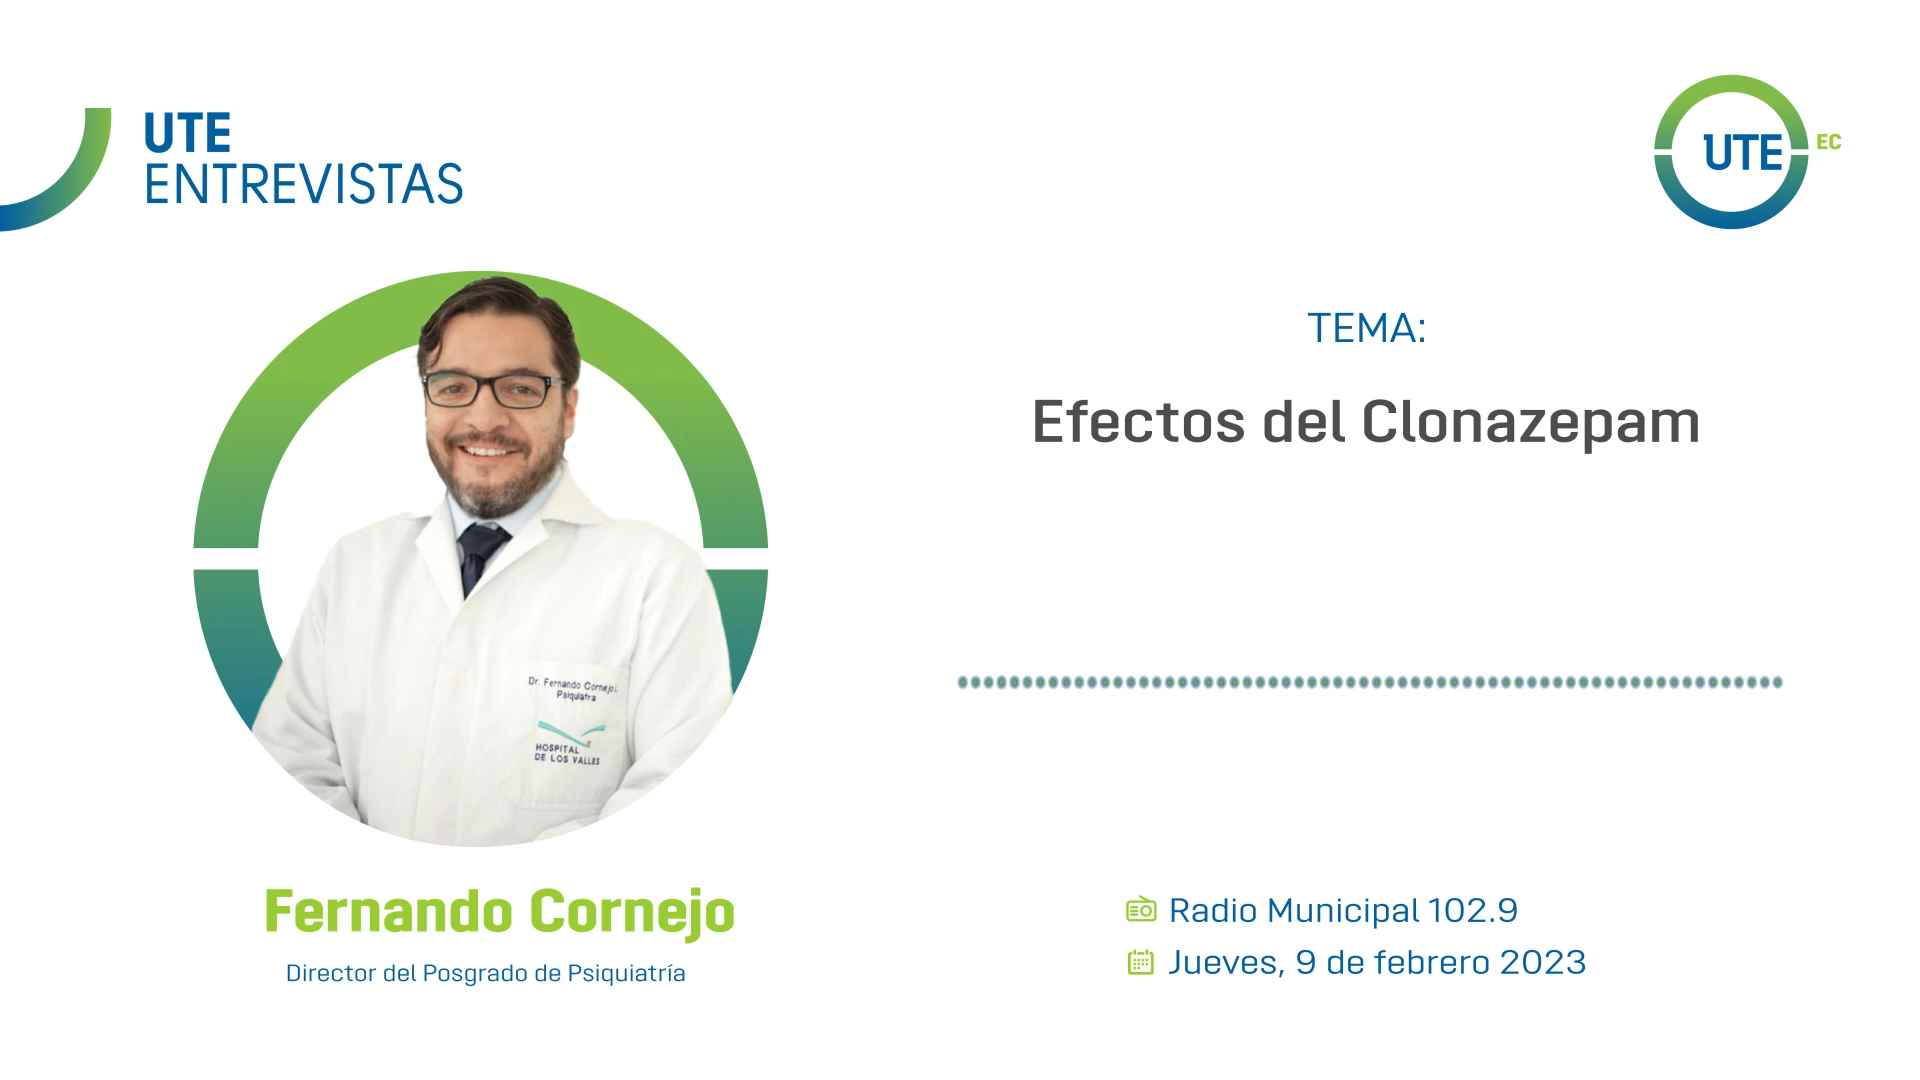 UTE
ENTREVISTAS
UTE
EC
TEMA:
Efectos del Clonazepam
Dr. Fernando Cornejo L.
Psiquiatra
HOSPITAL
DE LOS VALLES
Fernando Cornejo
Director del Posgrado de Psiquiatría
Radio Municipal 102.9
Jueves, 9 de febrero 2023